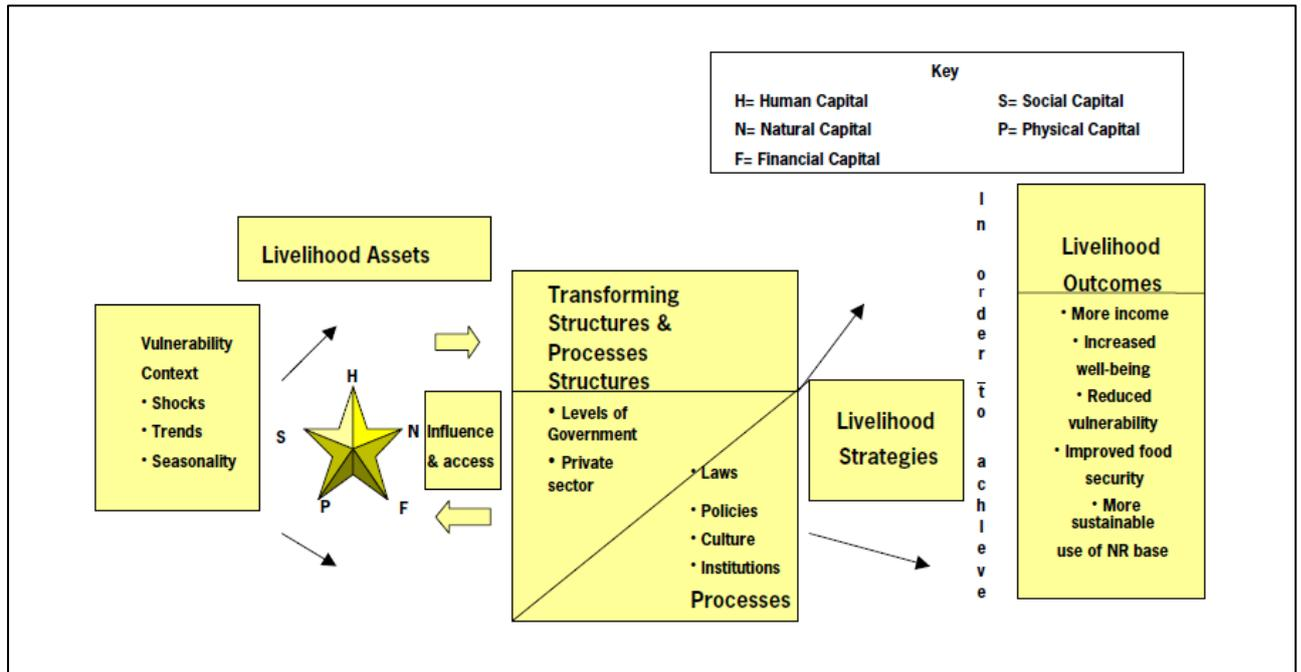 Key
H= Human Capital S= Social Capital
N= Natural Capital P= Physical Capital
F= Financial Capital
Livelihood Assets
Vulnerability
Context
• Shocks
• Trends
• Seasonality
H
S
N
P
F
Influence
& access
Transforming
Structures &
Processes
Structures
• Levels of
Government
• Private
sector
• Laws
• Policies
• Culture
• Institutions
Processes
Livelihood
Strategies
In order to achieve
Livelihood
Outcomes
• More income
• Increased
well-being
• Reduced
vulnerability
• Improved food
security
• More
sustainable
use of NR base